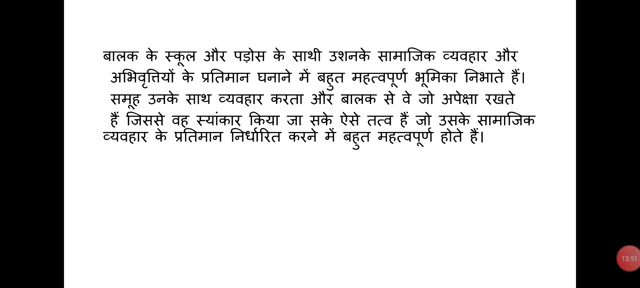 बालक के स्कूल और पड़ोस के साथी उशनके सामाजिक व्यवहार और
अभिवृत्तियों के प्रतिमान घनाने में बहुत महत्वपूर्ण भूमिका निभाते हैं।
समूह उनके साथ व्यवहार करता और बालक से वे जो अपेक्षा रखते
हैं जिससे वह स्यांकार किया जा सके ऐसे तत्व हैं जो उसके सामाजिक
व्यवहार के प्रतिमान निर्धारित करने में बहुत महत्वपूर्ण होते हैं।
13:51